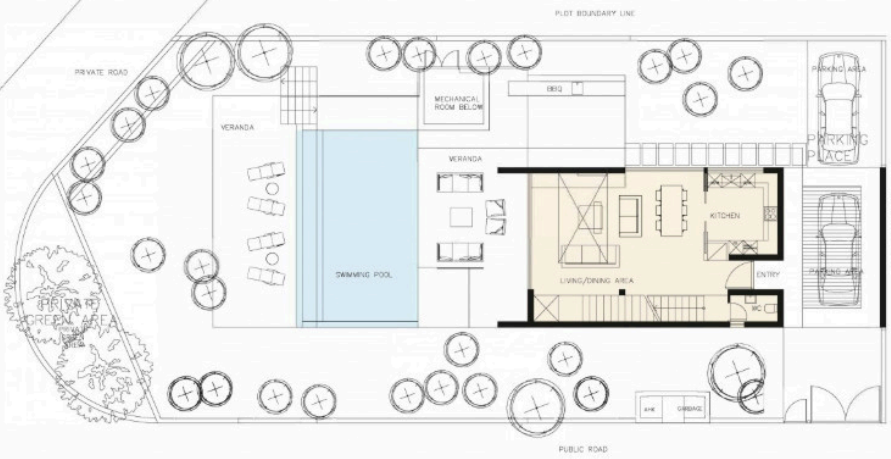 PLOT BOUNDARY LINE
PRIVATE ROAD
PARKING AREA
BBQ
MECHANICAL
ROOM BELOW
VERANDA
PARKING
PLACE
VERANDA
KITCHEN
SWIMMING POOL
LIVING/DINING AREA
ENTRY
PARKING AREA
PRIVATE
GREEN AREA
WC
GARBAGE
PUBLIC ROAD